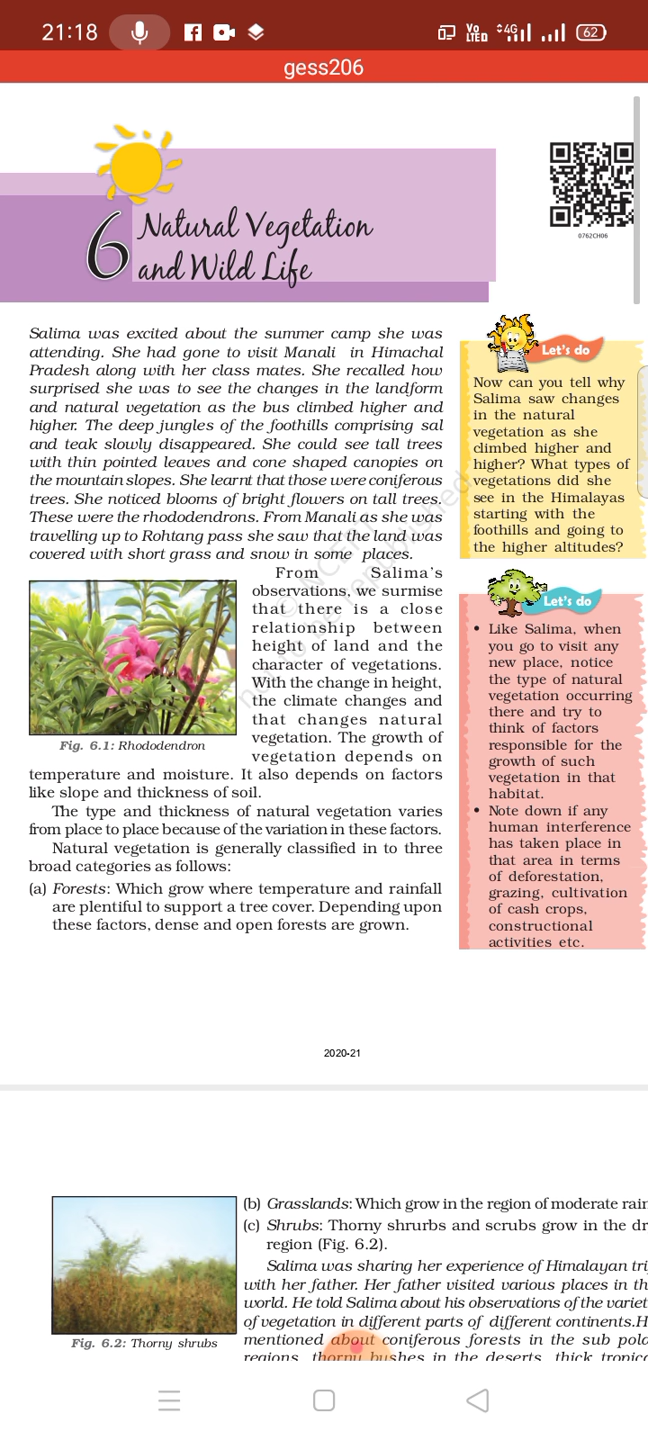 21:18
Vo
LTED
4G
62
gess206
0762CH06
6
Natural Vegetation
and Wild Life
Salima was excited about the summer camp she was
attending. She had gone to visit Manali in Himachal
Pradesh along with her class mates. She recalled how
surprised she was to see the changes in the landform
and natural vegetation as the bus climbed higher and
higher. The deep jungles of the foothills comprising sal
and teak slowly disappeared. She could see tall trees
with thin pointed leaves and cone shaped canopies on
the mountain slopes. She learnt that those were coniferous
trees. She noticed blooms of bright flowers on tall trees.
These were the rhododendrons. From Manali as she was
travelling up to Rohtang pass she saw that the land was
covered with short grass and snow in some places.
From Salima's
observations, we surmise
that there is a close
relationship between
height of land and the
character of vegetations.
With the change in height,
the climate changes and
that changes natural
vegetation. The growth of
vegetation depends on
temperature and moisture. It also depends on factors
like slope and thickness of soil.
Fig. 6.1: Rhododendron
The type and thickness of natural vegetation varies
from place to place because of the variation in these factors.
Natural vegetation is generally classified in to three
broad categories as follows:
(a) Forests: Which grow where temperature and rainfall
are plentiful to support a tree cover. Depending upon
these factors, dense and open forests are grown.
Let's do
Now can you tell why
Salima saw changes
in the natural
vegetation as she
climbed higher and
higher? What types of
vegetations did she
see in the Himalayas
starting with the
foothills and going to
the higher altitudes?
Let's do
• Like Salima, when
you go to visit any
new place, notice
the type of natural
vegetation occurring
there and try to
think of factors
responsible for the
growth of such
vegetation in that
habitat.
• Note down if any
human interference
has taken place in
that area in terms
of deforestation,
grazing, cultivation
of cash crops,
constructional
activities etc.
2020-21
Fig. 6.2: Thorny shrubs
(b) Grasslands: Which grow in the region of moderate
(c) Shrubs: Thorny shrurbs and scrubs grow in the
region (Fig. 6.2).
Salima was sharing her experience of Himalayan
with her father. Her father visited various places in
world. He told Salima about his observations of the
of vegetation in different parts of different continents.
mentioned about coniferous forests in the sub
regions, thorny bushes in the deserts, thick